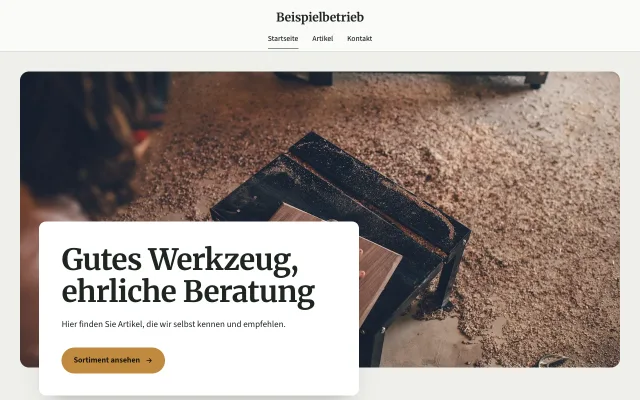 Beispielbetrieb
Startseite Artikel Kontakt
Gutes Werkzeug,
ehrliche Beratung
Hier finden Sie Artikel, die wir selbst kennen und empfehlen.
Sortiment ansehen →